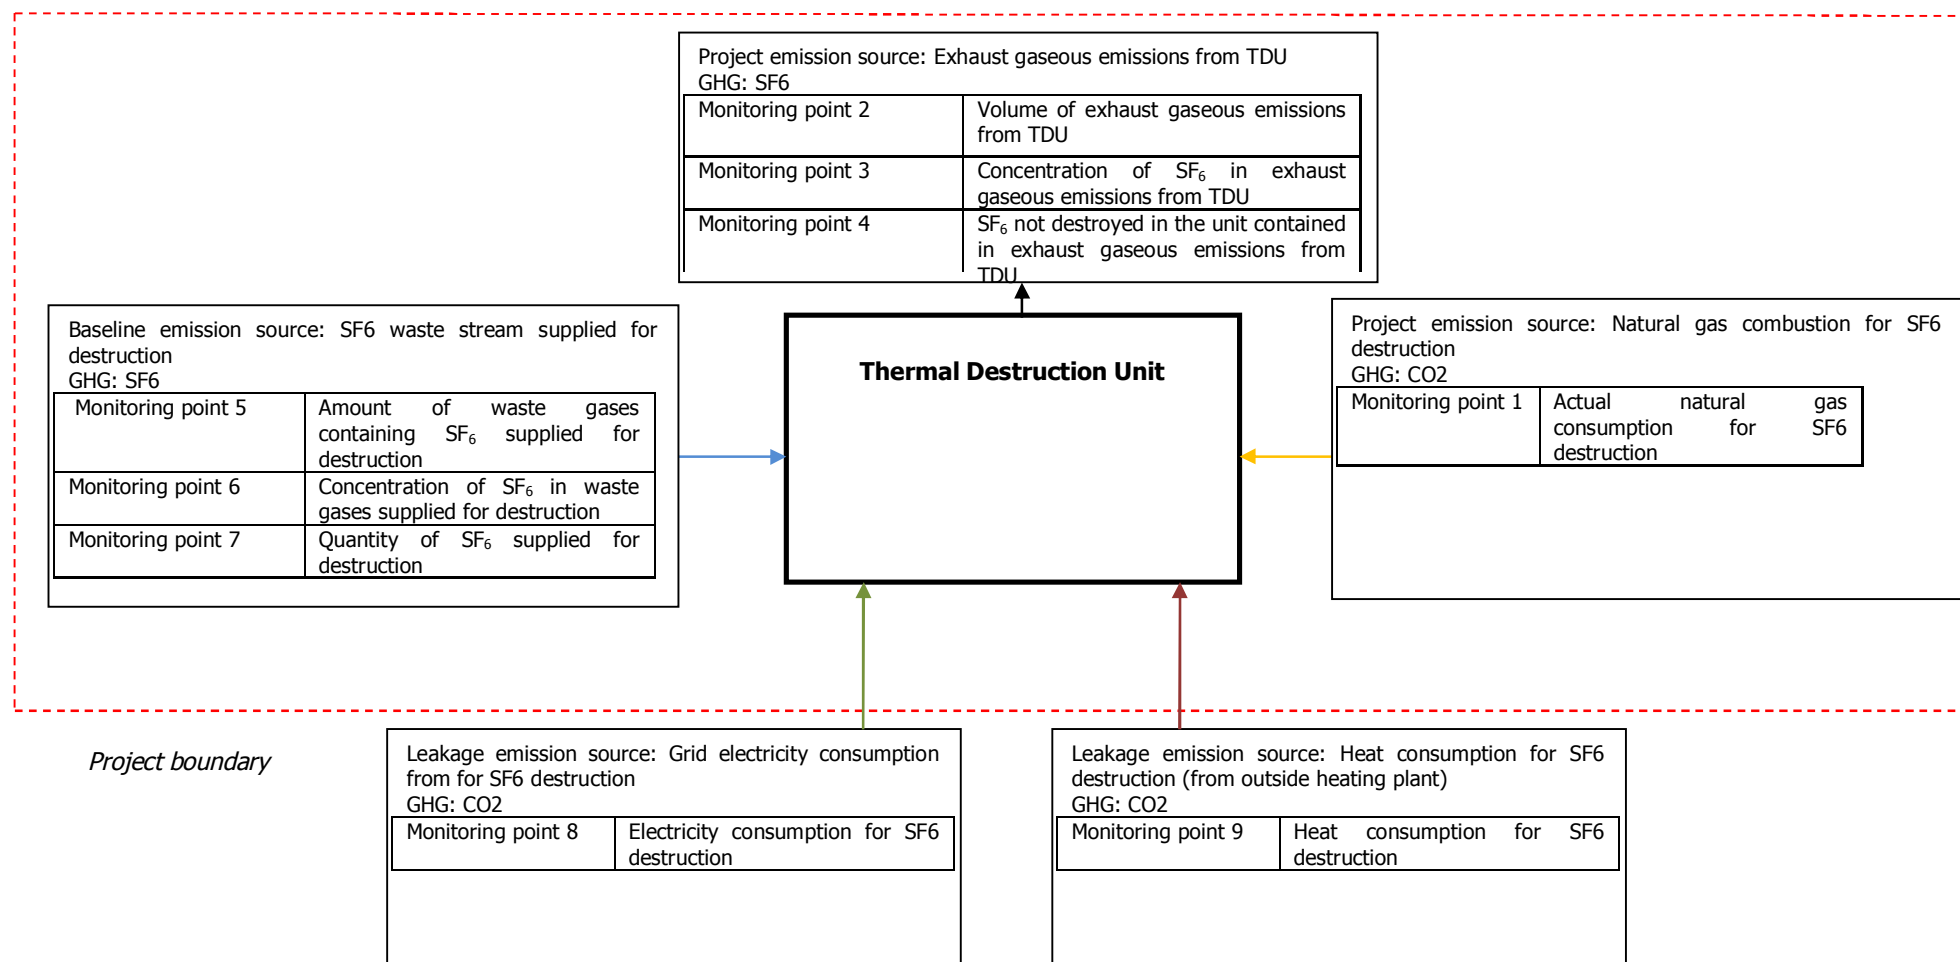 Project emission source: Exhaust gaseous emissions from TDU
GHG: SF6
Monitoring point 2
Volume of exhaust gaseous emissions
from TDU
Monitoring point 3
Concentration of SF₆ in exhaust
gaseous emissions from TDU
Monitoring point 4
SF₆ not destroyed in the unit contained
in exhaust gaseous emissions from
TDU
Baseline emission source: SF6 waste stream supplied for
destruction
GHG: SF6
Monitoring point 5
Amount of waste gases
containing SF₆ supplied for
destruction
Monitoring point 6
Concentration of SF₆ in waste
gases supplied for destruction
Monitoring point 7
Quantity of SF₆ supplied for
destruction
Thermal Destruction Unit
Project emission source: Natural gas combustion for SF6
destruction
GHG: CO2
Monitoring point 1
Actual natural gas
consumption for SF6
destruction
Project boundary
Leakage emission source: Grid electricity consumption
from for SF6 destruction
GHG: CO2
Monitoring point 8
Electricity consumption for SF6
destruction
Leakage emission source: Heat consumption for SF6
destruction (from outside heating plant)
GHG: CO2
Monitoring point 9
Heat consumption for SF6
destruction